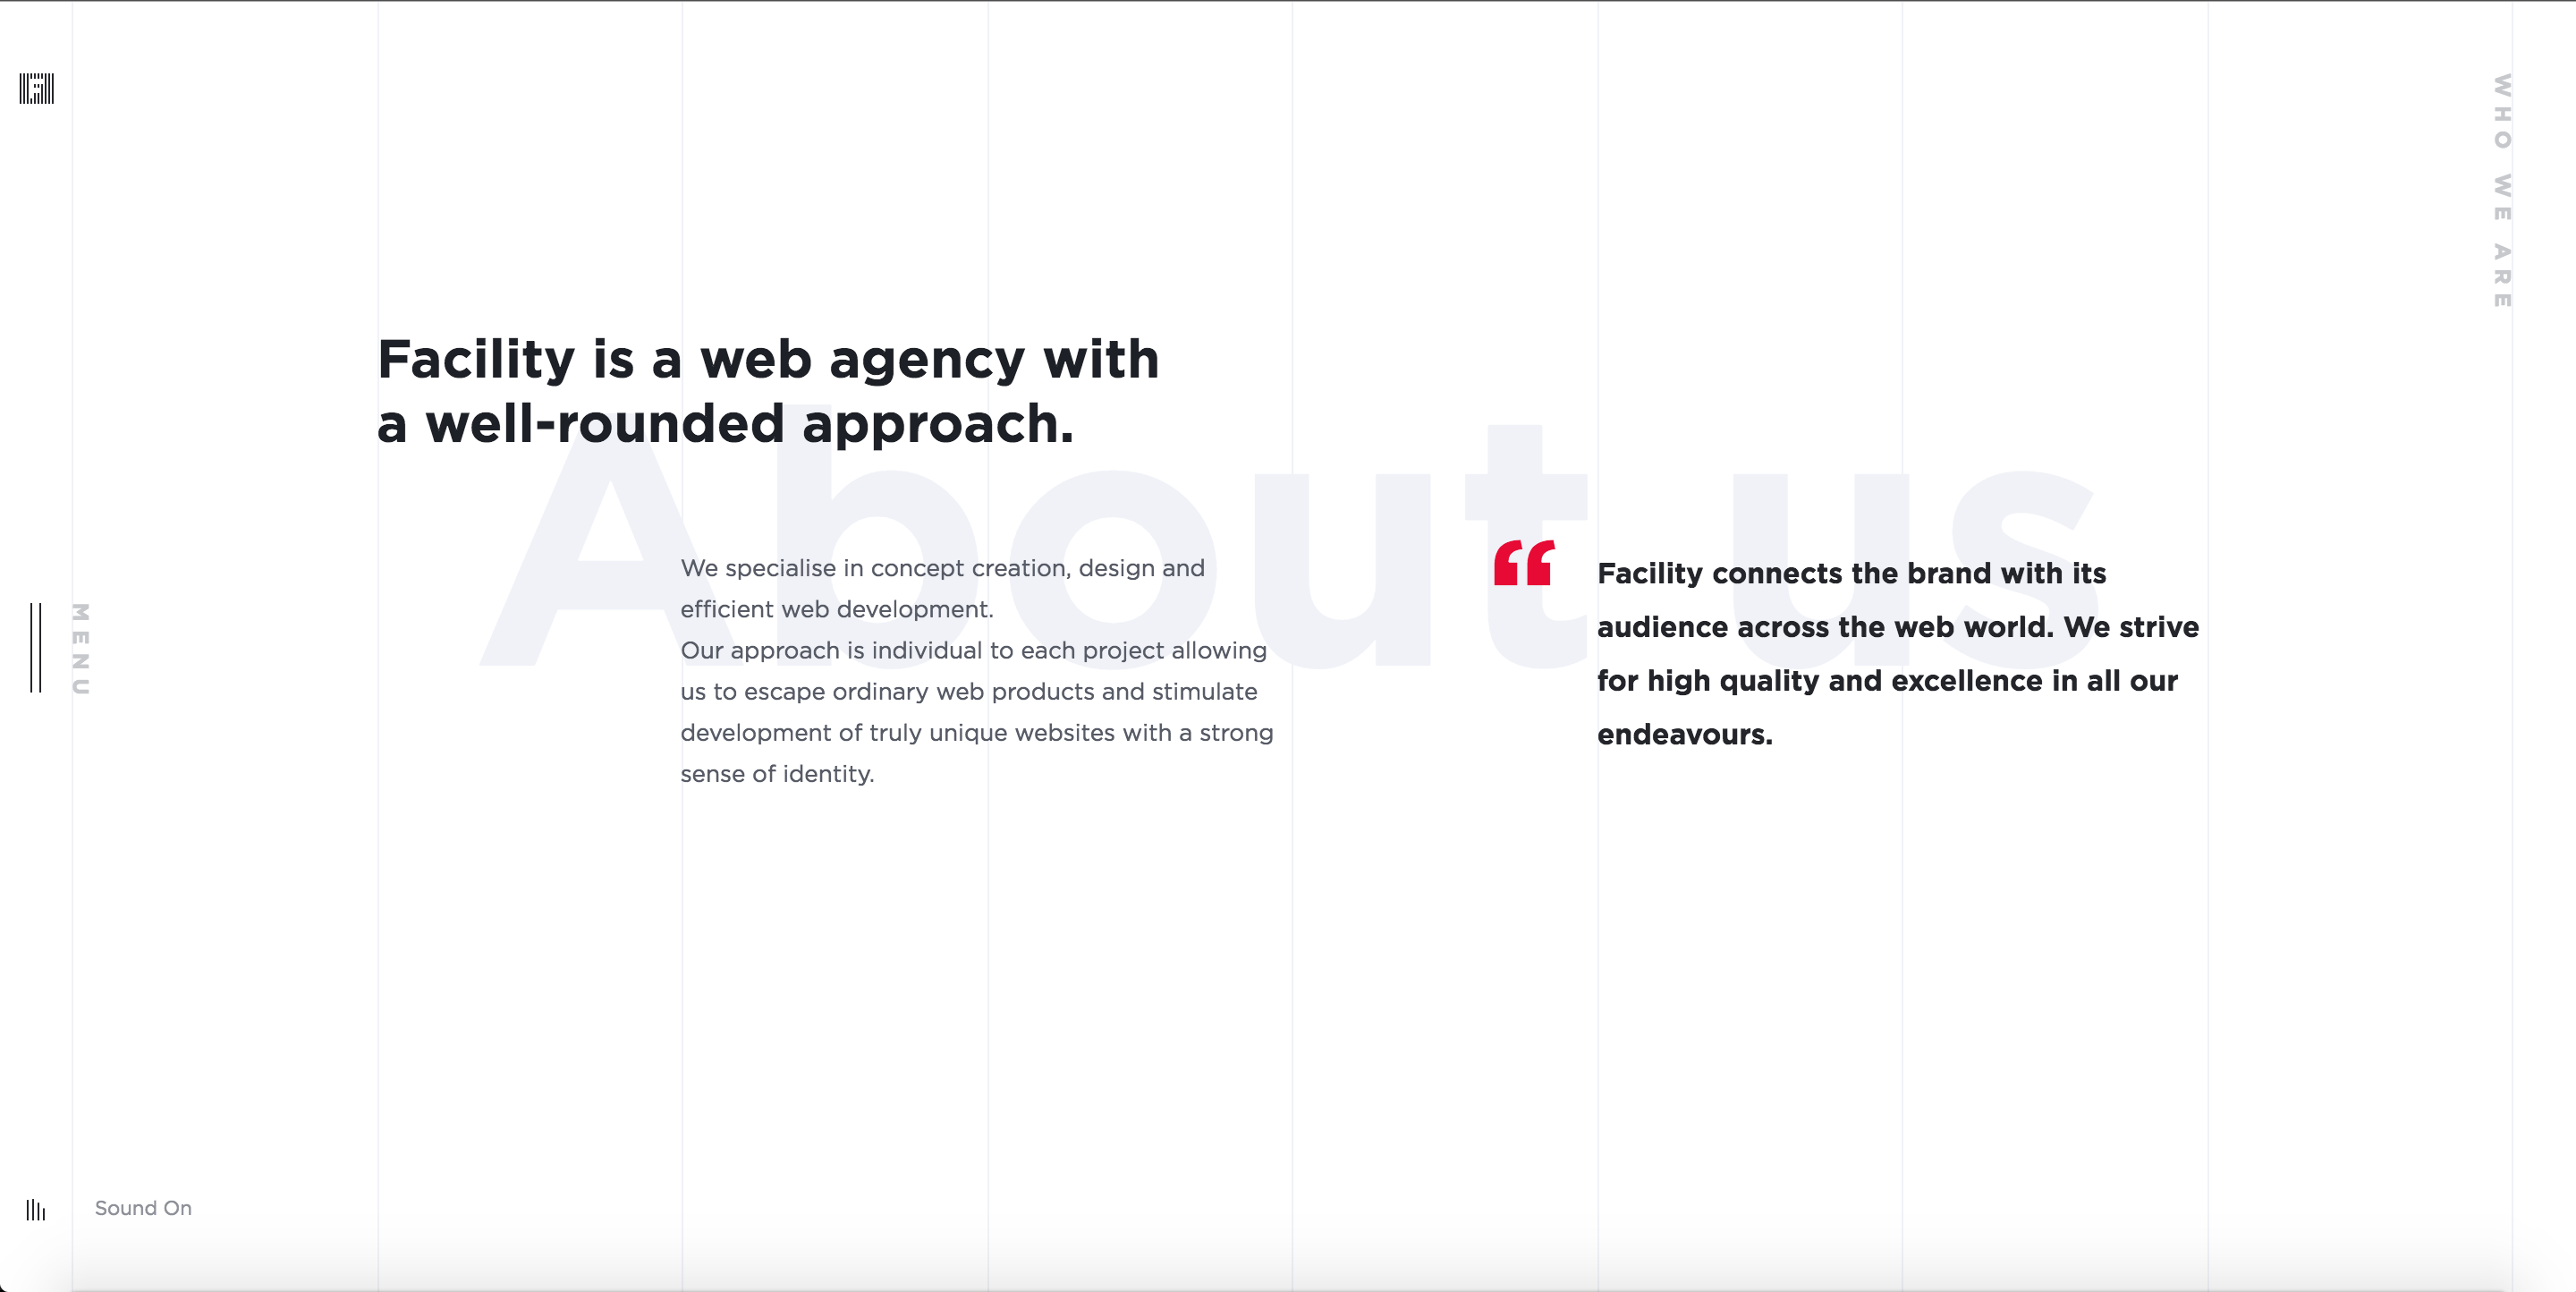 WHO WE ARE
Facility is a web agency with
a well-rounded approach.
About us
We specialise in concept creation, design and
efficient web development.
Our approach is individual to each project allowing
us to escape ordinary web products and stimulate
development of truly unique websites with a strong
sense of identity.
“
Facility connects the brand with its
audience across the web world. We strive
for high quality and excellence in all our
endeavours.
MENU
Sound On